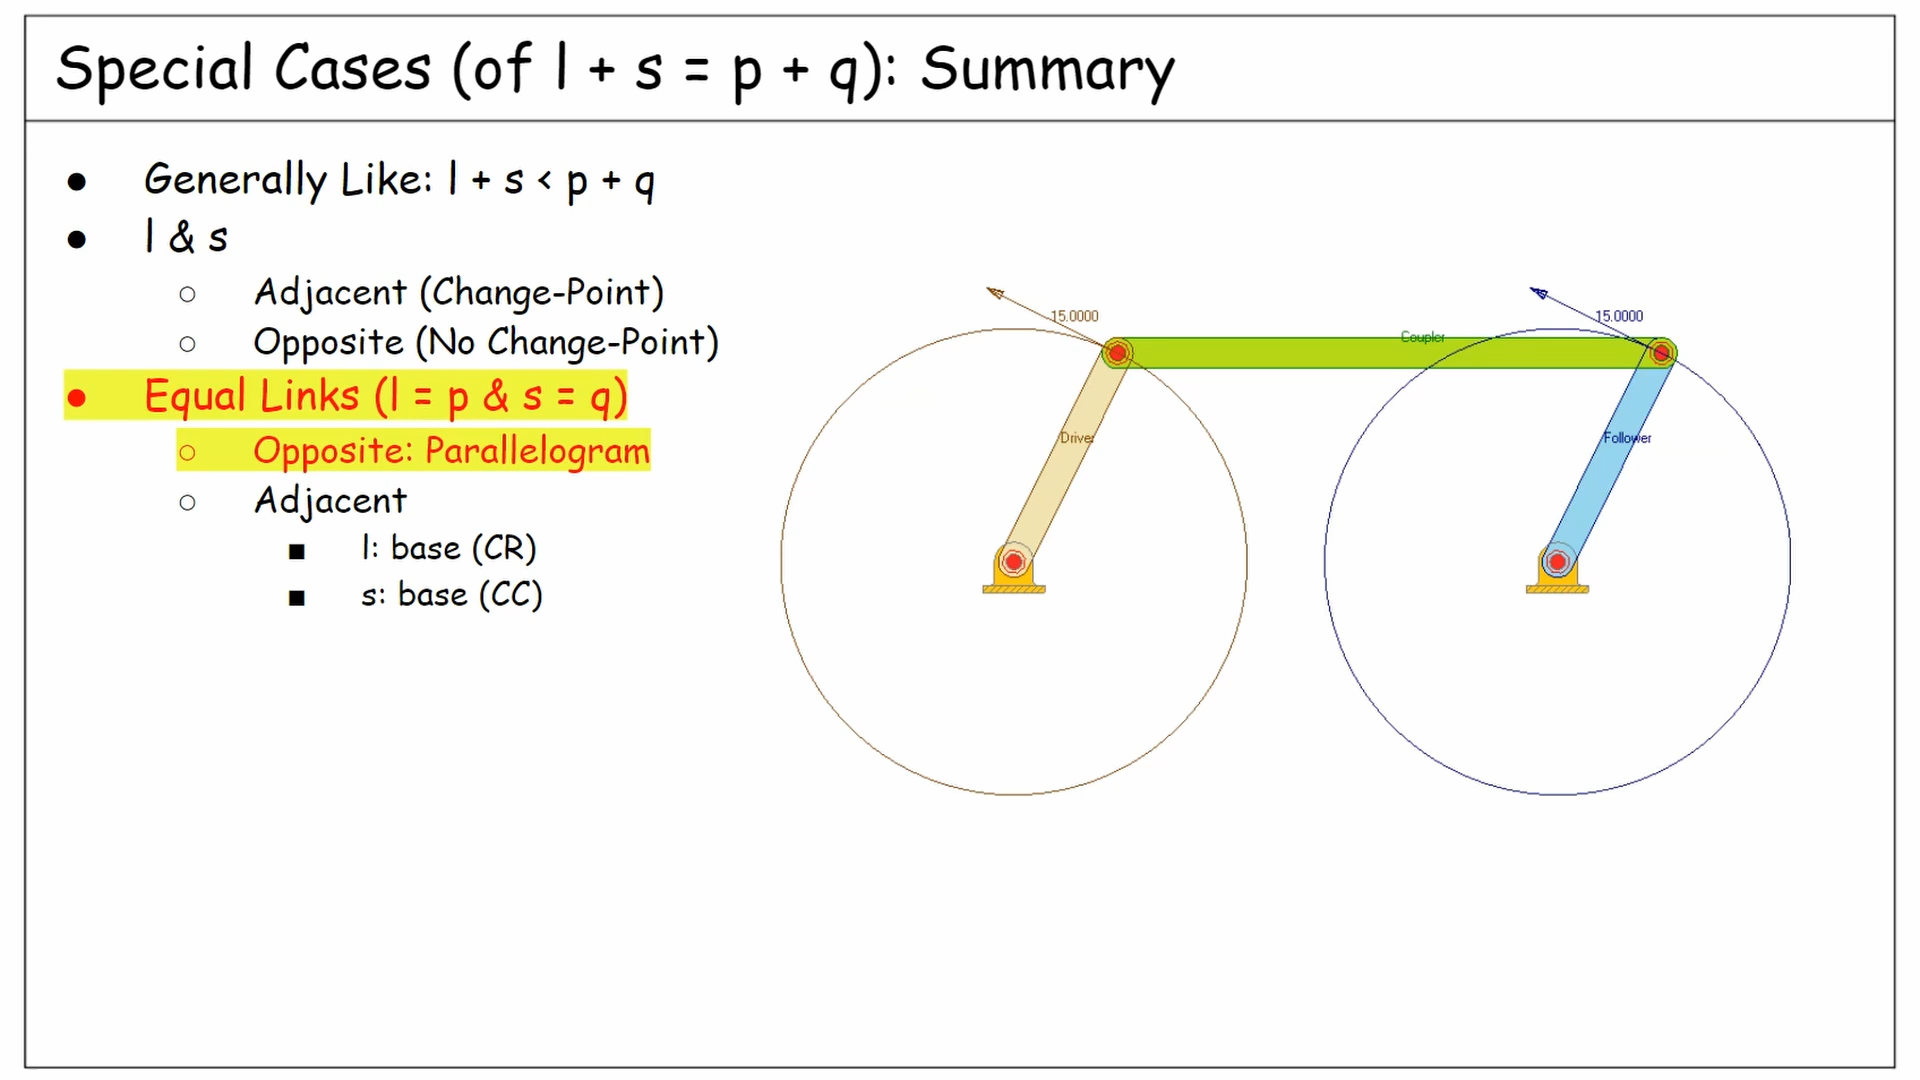 Special Cases (of l + s = p + q): Summary
● Generally Like: l + s < p + q
● l & s
○ Adjacent (Change-Point)
○ Opposite (No Change-Point)
● Equal Links (l = p & s = q)
○ Opposite: Parallelogram
○ Adjacent
■ l: base (CR)
■ s: base (CC)
15.0000
15.0000
Coupler
Driver
Follower